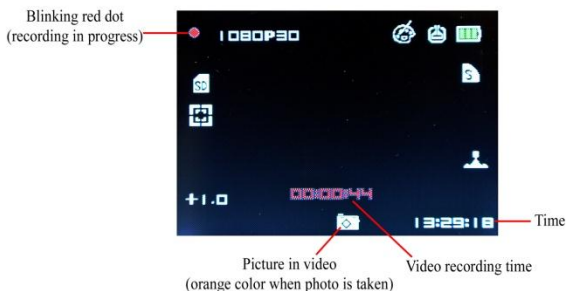 Blinking red dot
(recording in progress)
1080P30
SD
S
+1.0
00:00:44
13:29:18
Time
Picture in video
(orange color when photo is taken)
Video recording time